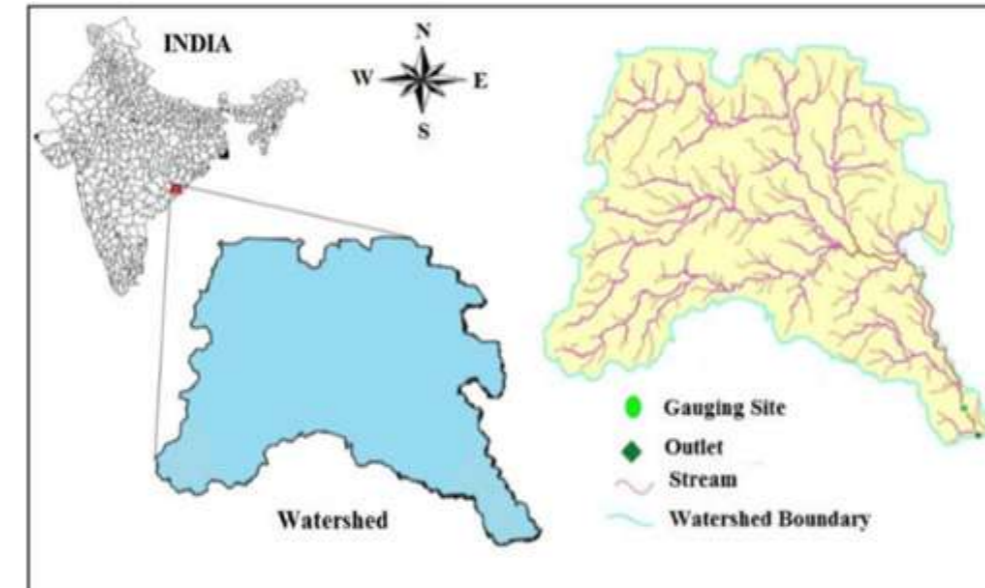 INDIA
N
W
E
S
Watershed
Gauging Site
Outlet
Stream
Watershed Boundary